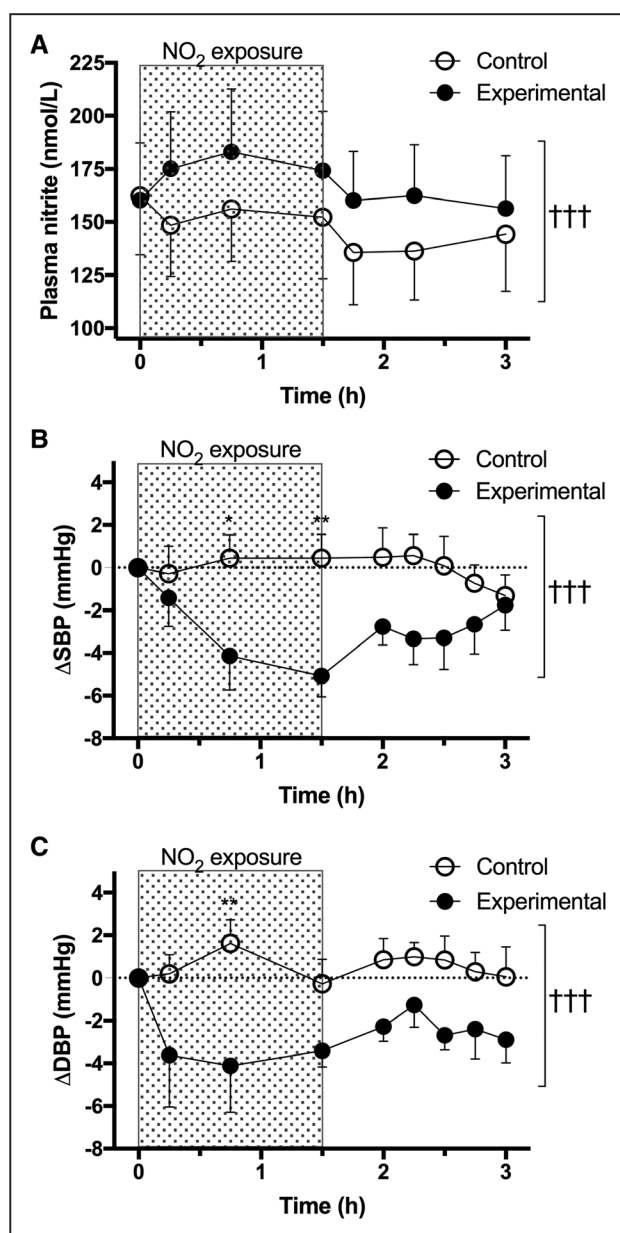 A
NO2 exposure
Control
Experimental
225
200
175
150
125
100
Plasma nitrite (nmol/L)
†††
0
1
2
3
Time (h)
B
NO2 exposure
Control
Experimental
4
2
0
-2
-4
-6
-8
ΔSBP (mmHg)
*
**
†††
0
1
2
3
Time (h)
C
NO2 exposure
Control
Experimental
4
2
0
-2
-4
-6
-8
ΔDBP (mmHg)
**
†††
0
1
2
3
Time (h)